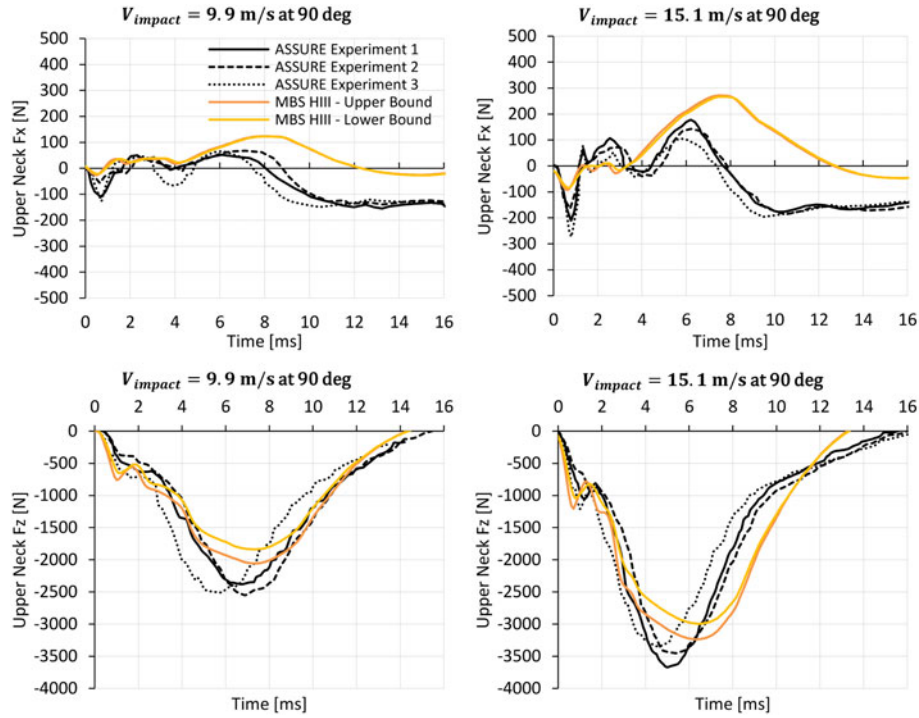 V_impact = 9.9 m/s at 90 deg
500
400
300
200
100
0
-100
-200
-300
-400
-500
Upper Neck Fx [N]
ASSURE Experiment 1
ASSURE Experiment 2
ASSURE Experiment 3
MBS HIII - Upper Bound
MBS HIII - Lower Bound
0 2 4 6 8 10 12 14 16
Time [ms]
V_impact = 15.1 m/s at 90 deg
500
400
300
200
100
0
-100
-200
-300
-400
-500
Upper Neck Fx [N]
0 2 4 6 8 10 12 14 16
Time [ms]
V_impact = 9.9 m/s at 90 deg
0 2 4 6 8 10 12 14 16
0
-500
-1000
-1500
-2000
-2500
-3000
-3500
-4000
Upper Neck Fz [N]
Time [ms]
V_impact = 15.1 m/s at 90 deg
0 2 4 6 8 10 12 14 16
0
-500
-1000
-1500
-2000
-2500
-3000
-3500
-4000
Upper Neck Fz [N]
Time [ms]